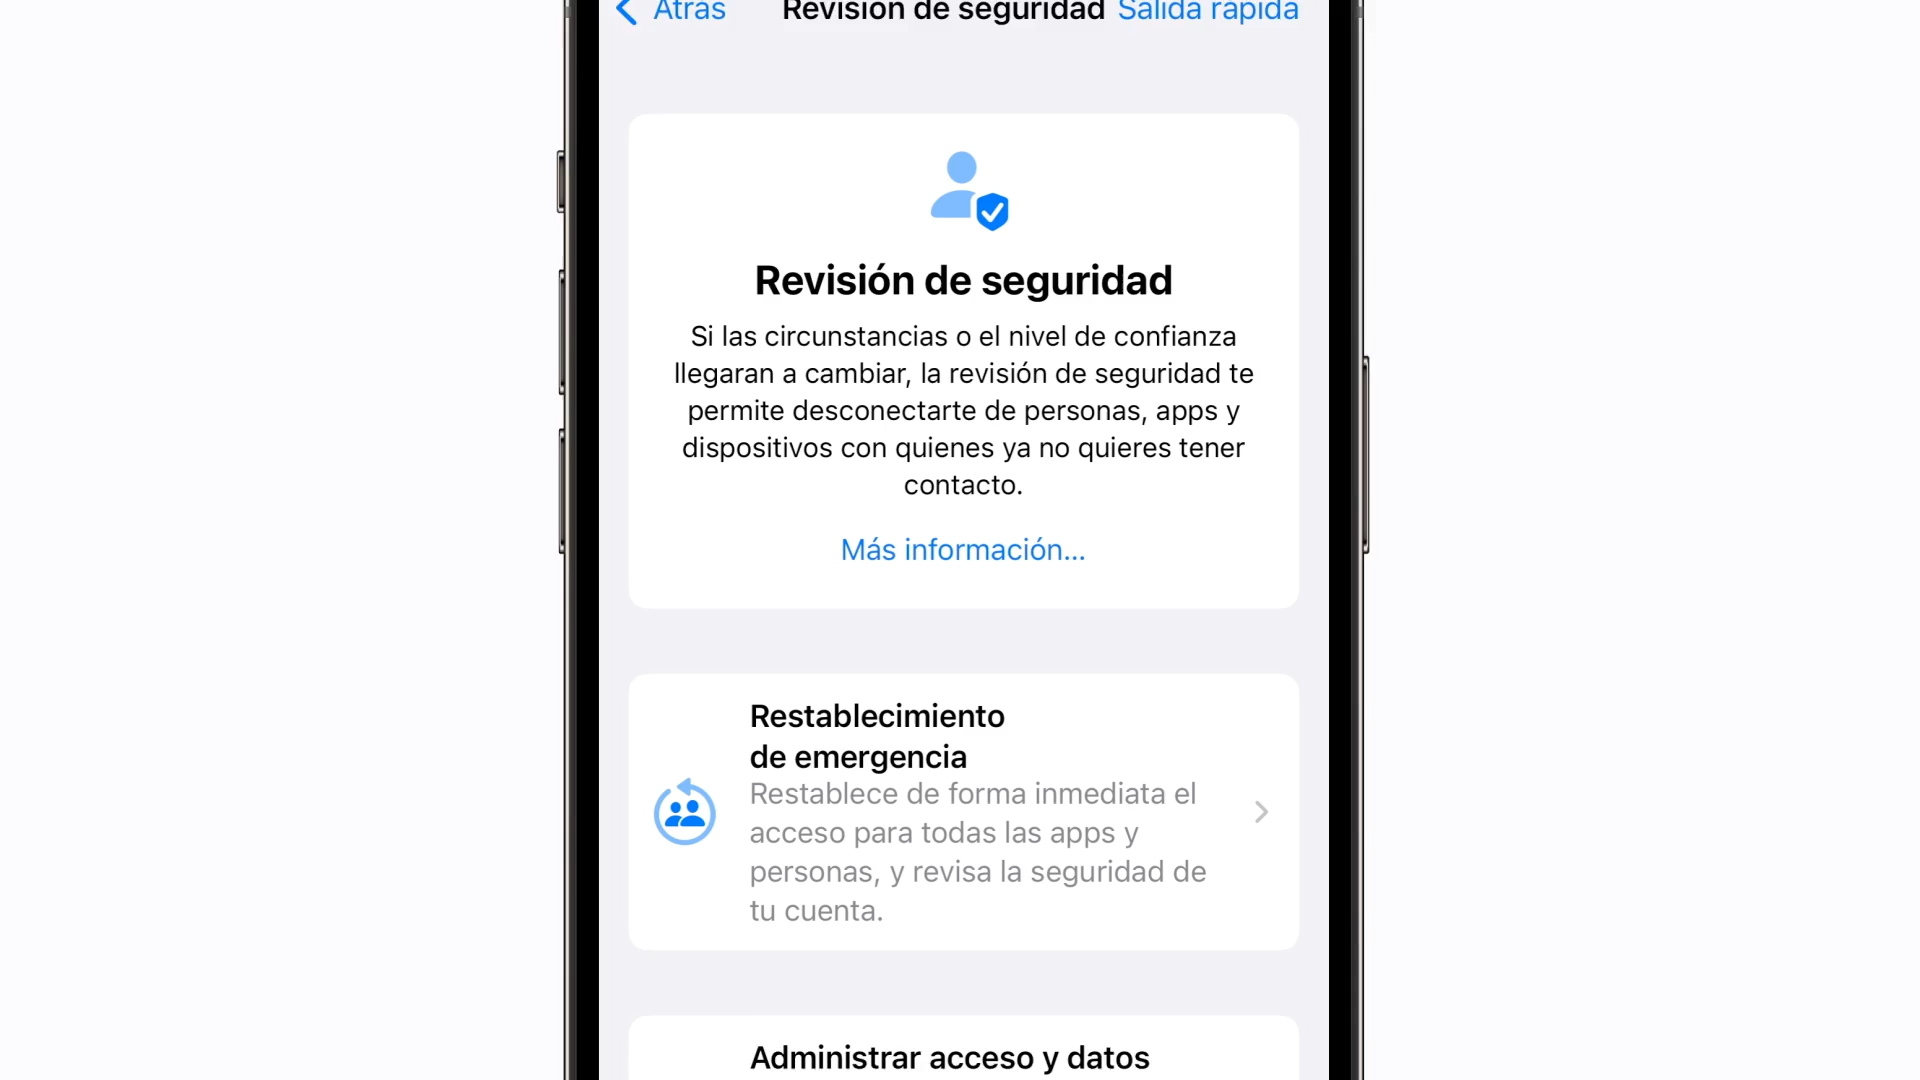 Atrás
Revisión de seguridad
Salida rápida
Revisión de seguridad
Si las circunstancias o el nivel de confianza
llegaran a cambiar, la revisión de seguridad te
permite desconectarte de personas, apps y
dispositivos con quienes ya no quieres tener
contacto.
Más información...
Restablecimiento
de emergencia
Restablece de forma inmediata el
acceso para todas las apps y
personas, y revisa la seguridad de
tu cuenta.
Administrar acceso y datos